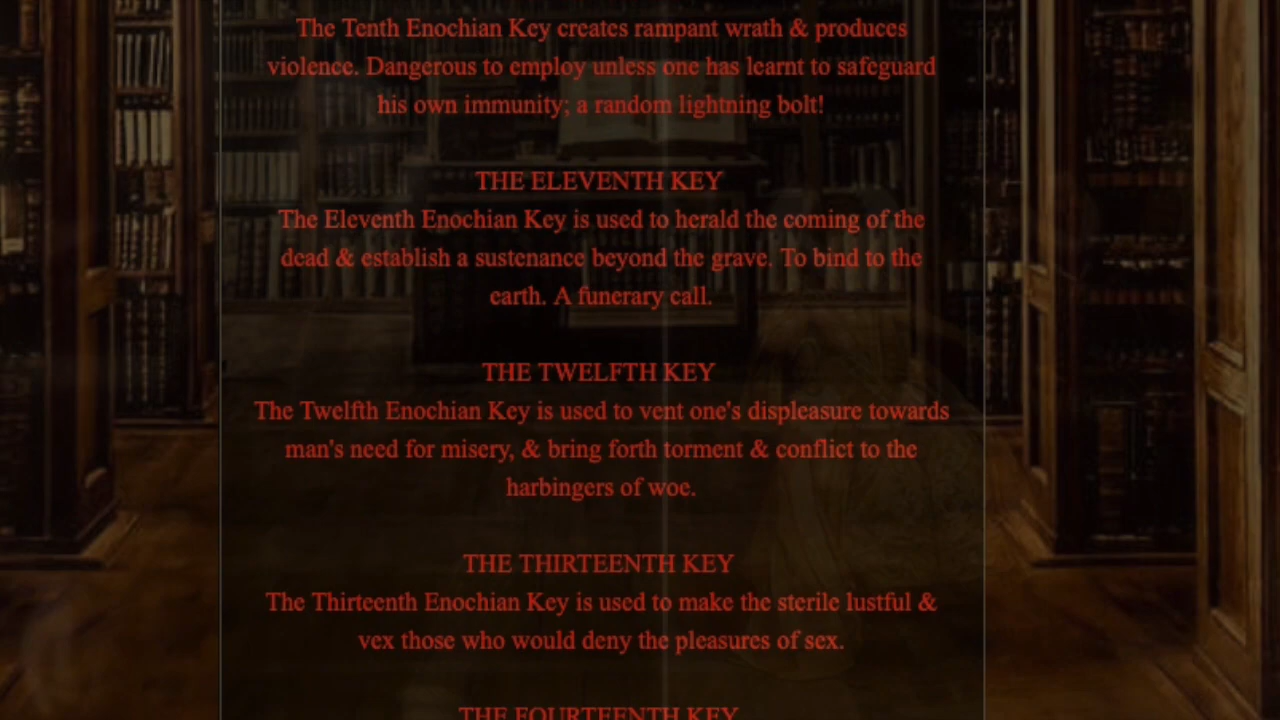 The Tenth Enochian Key creates rampant wrath & produces
violence. Dangerous to employ unless one has learnt to safeguard
his own immunity; a random lightning bolt!
THE ELEVENTH KEY
The Eleventh Enochian Key is used to herald the coming of the
dead & establish a sustenance beyond the grave. To bind to the
earth. A funerary call.
THE TWELFTH KEY
The Twelfth Enochian Key is used to vent one's displeasure towards
man's need for misery, & bring forth torment & conflict to the
harbingers of woe.
THE THIRTEENTH KEY
The Thirteenth Enochian Key is used to make the sterile lustful &
vex those who would deny the pleasures of sex.
THE FOURTEENTH KEY